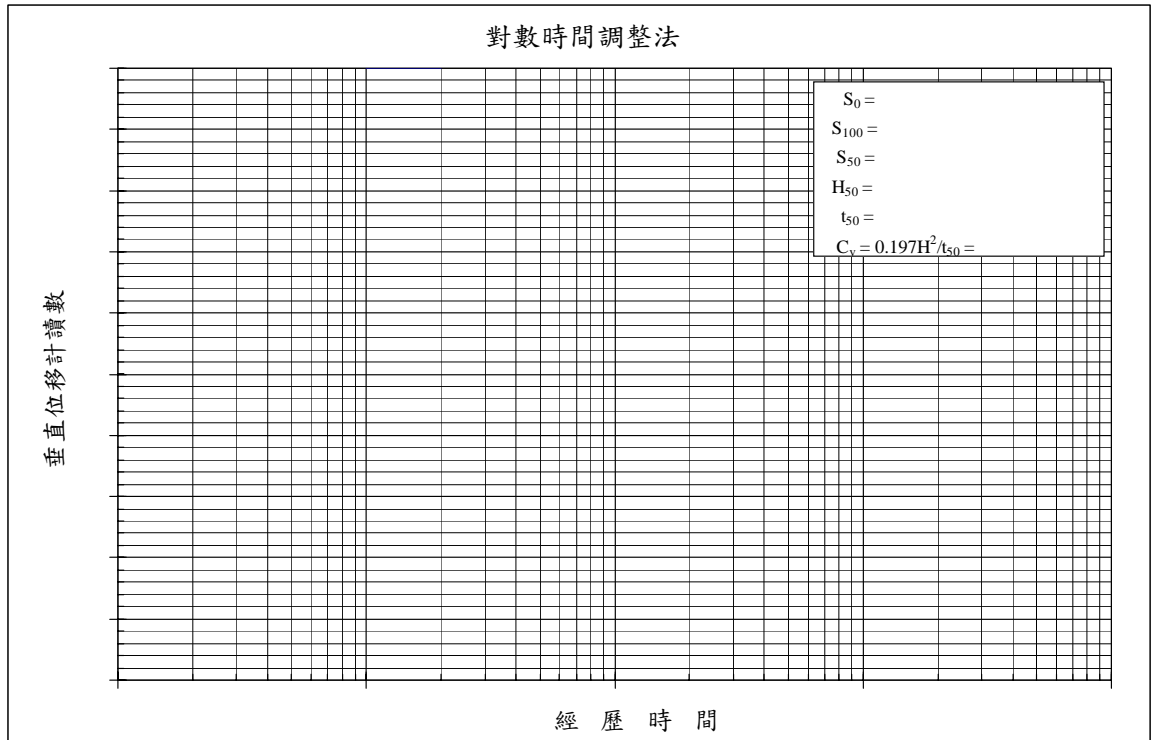 對數時間調整法
S₀ =
S₁₀₀ =
S₅₀ =
H₅₀ =
t₅₀ =
Cᵥ = 0.197H²/t₅₀ =
垂直位移計讀數
經歷時間